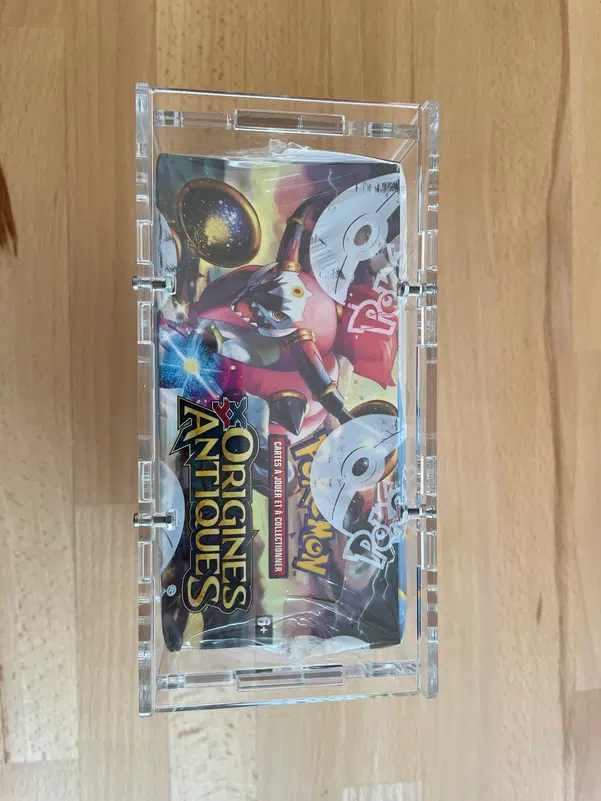 POKÉMON
CARTES À JOUER ET À COLLECTIONNER
XY
ORIGINES
ANTIQUES
6+